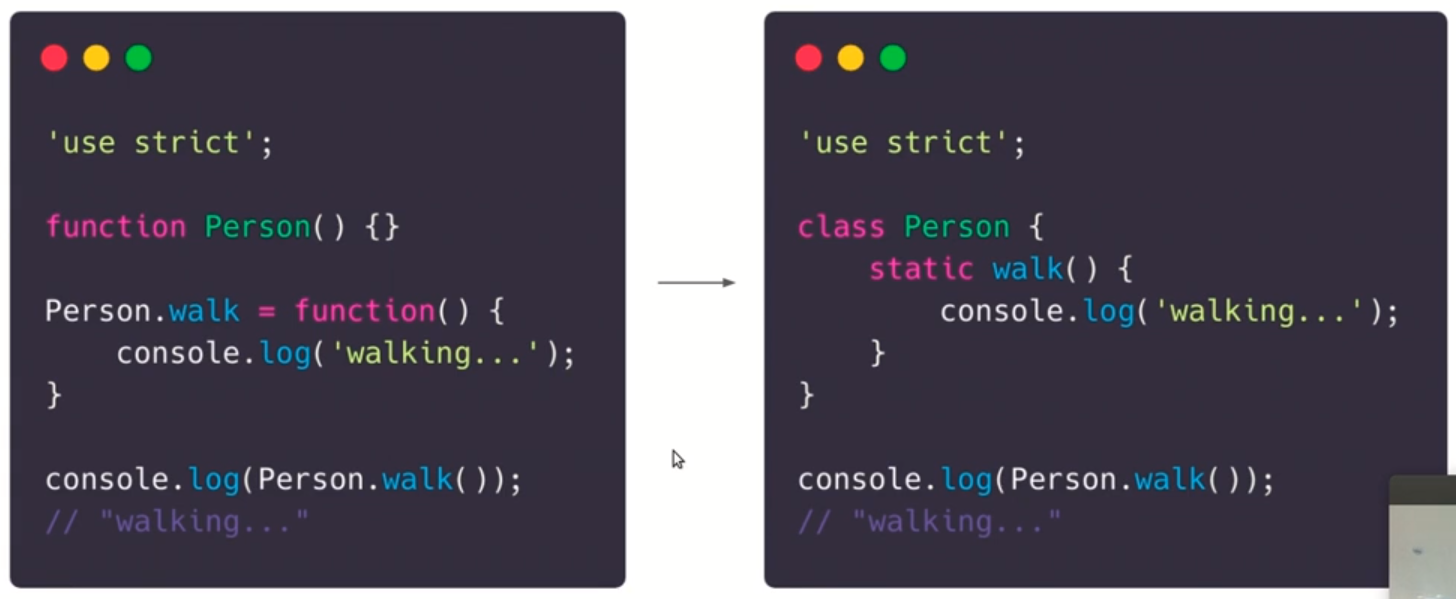 'use strict';
function Person() {}
Person.walk = function() {
    console.log('walking...');
}
console.log(Person.walk());
// "walking..."
'use strict';
class Person {
    static walk() {
        console.log('walking...');
    }
}
console.log(Person.walk());
// "walking..."